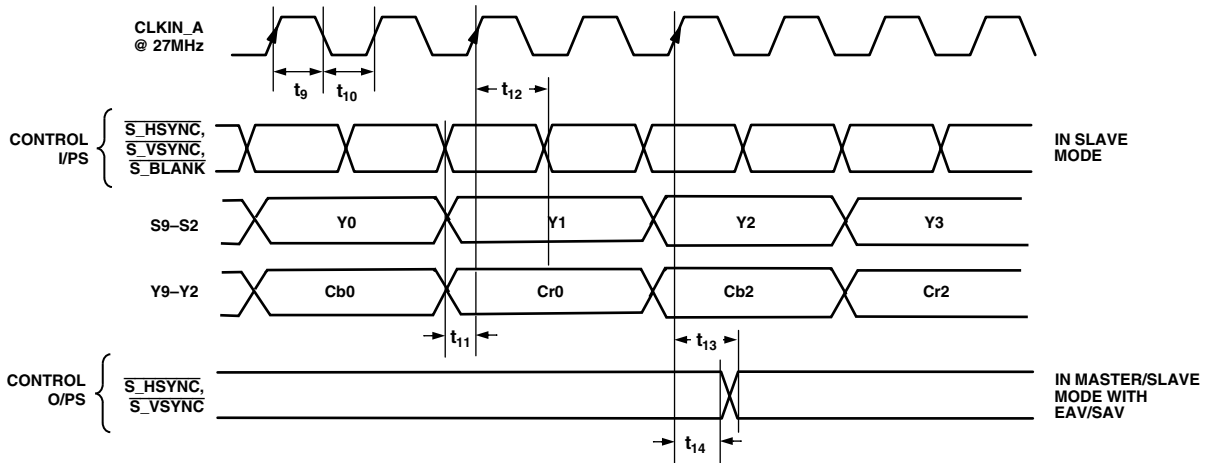 CLKIN_A
@ 27MHz
t9
t10
t12
CONTROL
I/PS
S_HSYNC,
S_VSYNC,
S_BLANK
IN SLAVE
MODE
S9–S2
Y0
Y1
Y2
Y3
Y9–Y2
Cb0
Cr0
Cb2
Cr2
t11
t13
CONTROL
O/PS
S_HSYNC,
S_VSYNC
IN MASTER/SLAVE
MODE WITH
EAV/SAV
t14